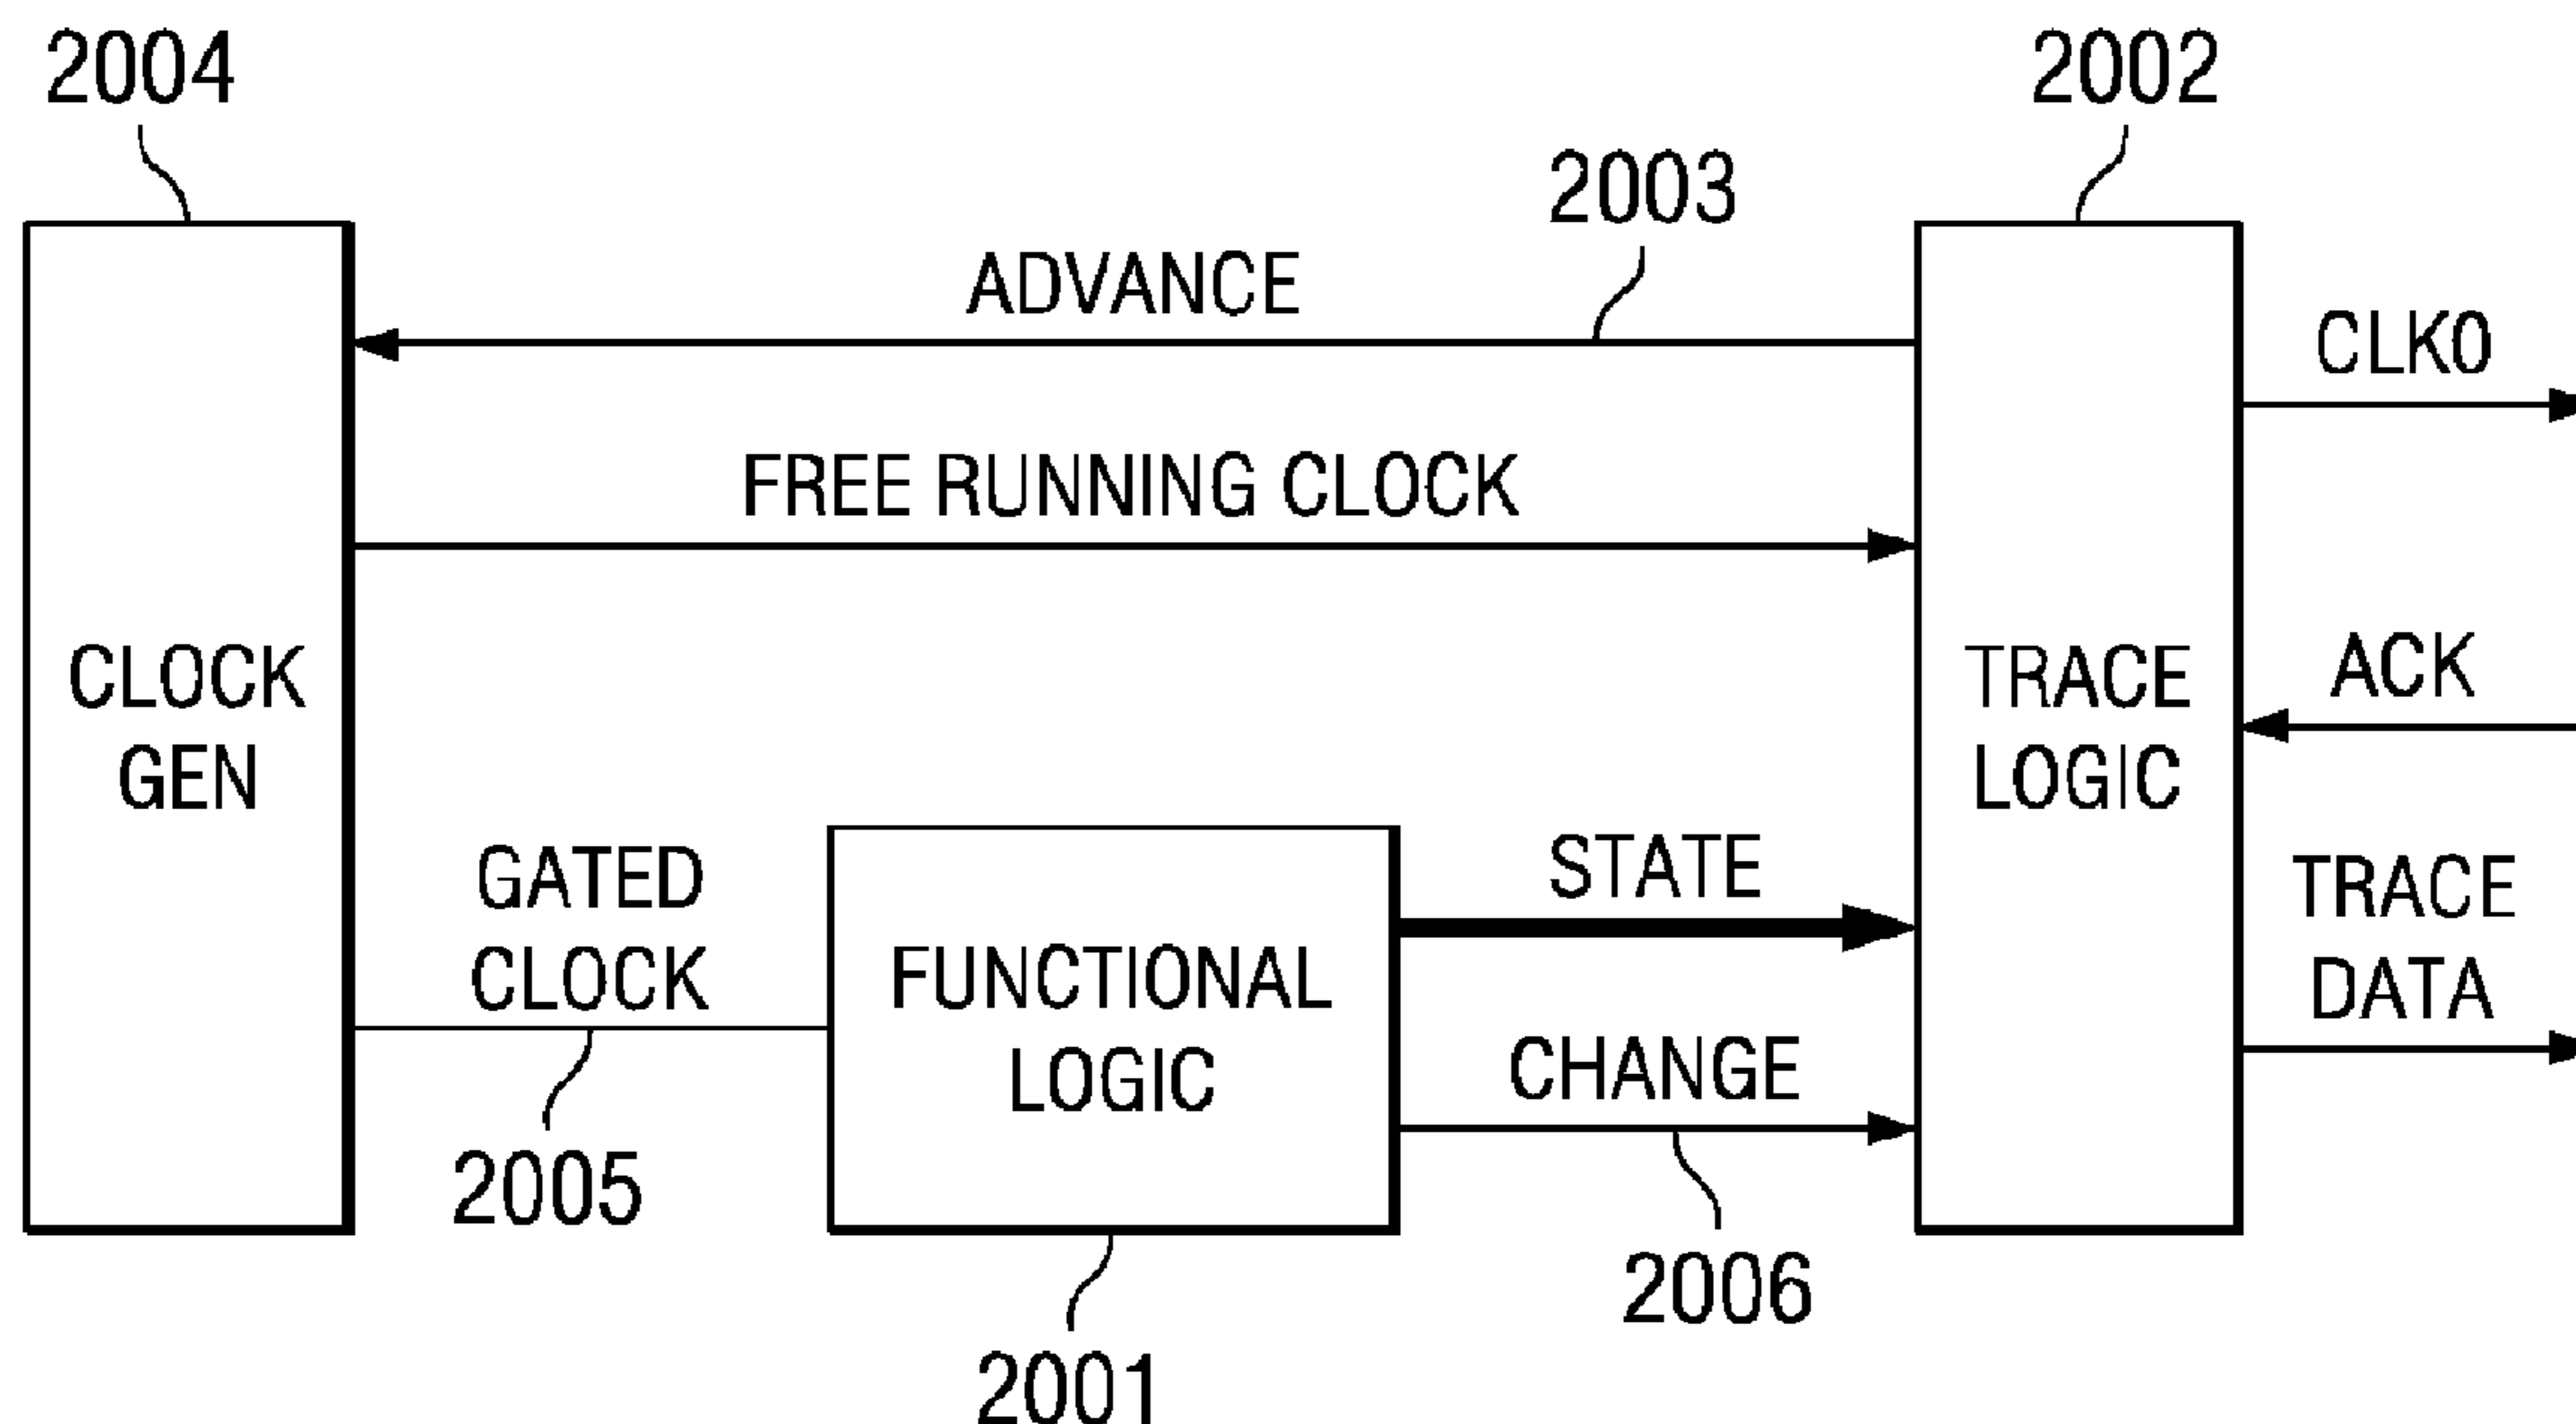 2004
2002
2003
ADVANCE
CLK0
FREE RUNNING CLOCK
CLOCK
GEN
TRACE
LOGIC
ACK
GATED
CLOCK
STATE
TRACE
DATA
FUNCTIONAL
LOGIC
CHANGE
2005
2006
2001